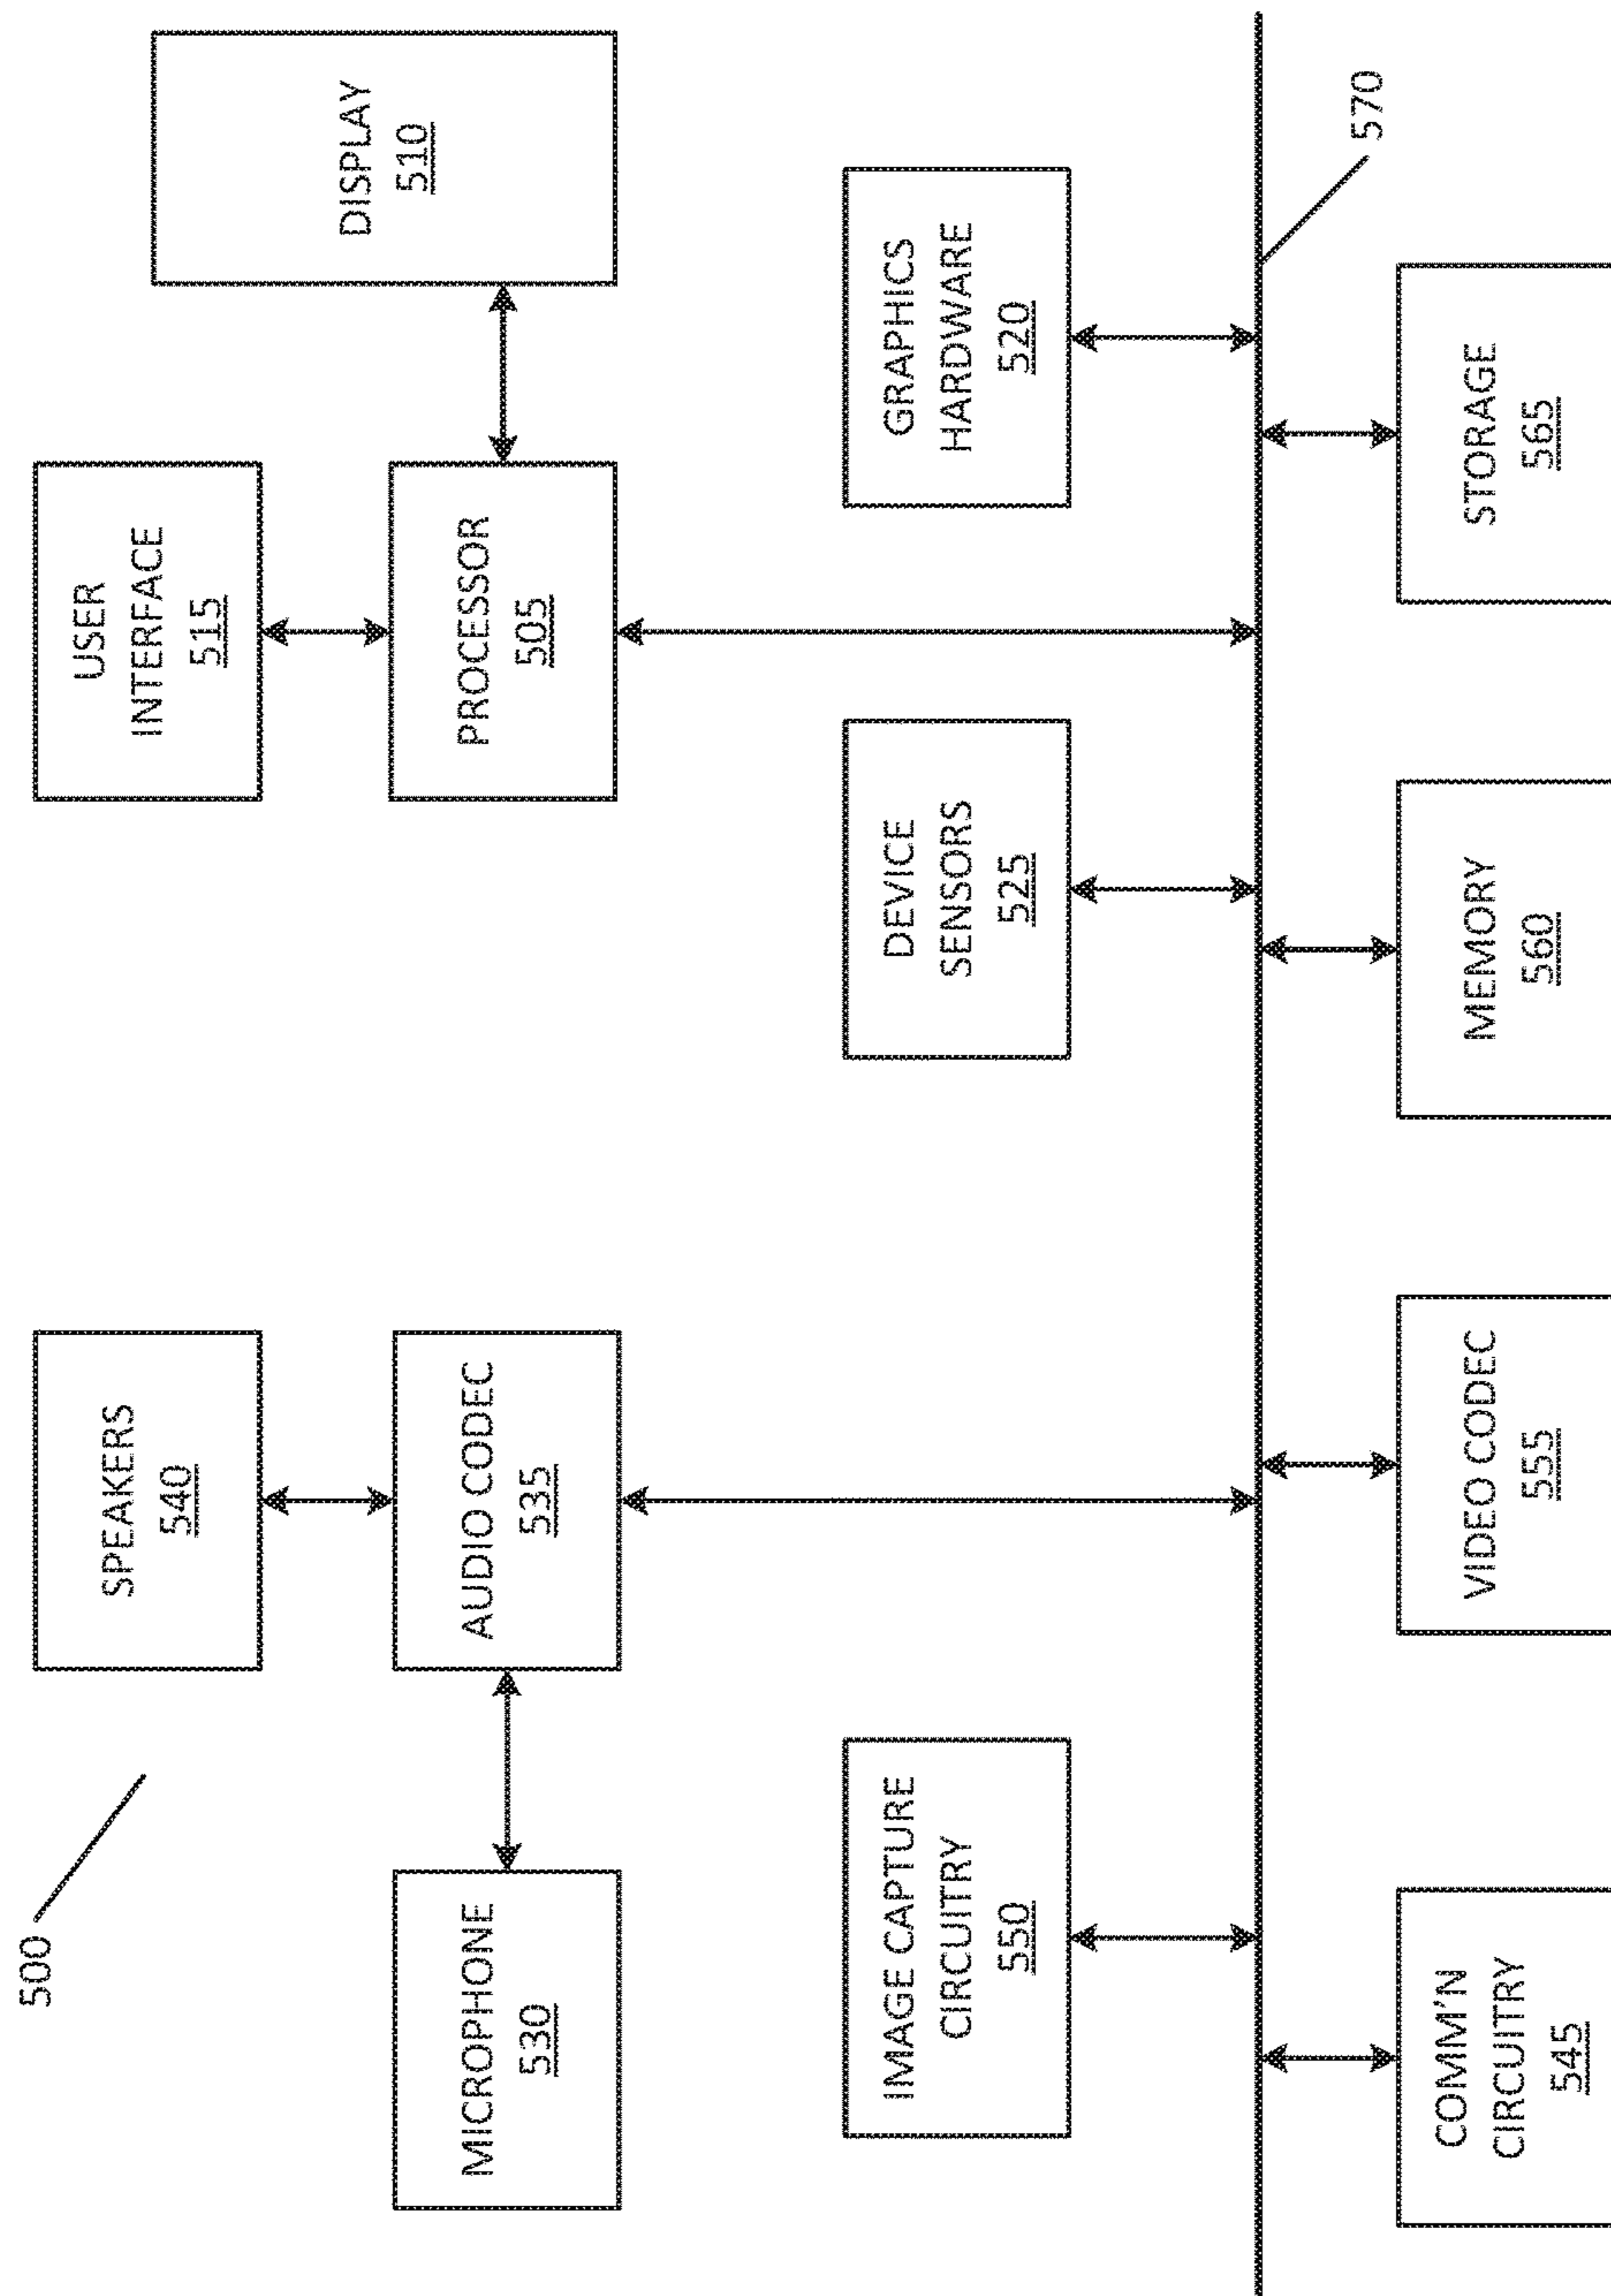 500
SPEAKERS
540
USER
INTERFACE
515
DISPLAY
510
MICROPHONE
530
AUDIO CODEC
535
PROCESSOR
505
IMAGE CAPTURE
CIRCUITRY
550
DEVICE
SENSORS
525
GRAPHICS
HARDWARE
520
570
COMM'N
CIRCUITRY
545
VIDEO CODEC
555
MEMORY
560
STORAGE
565